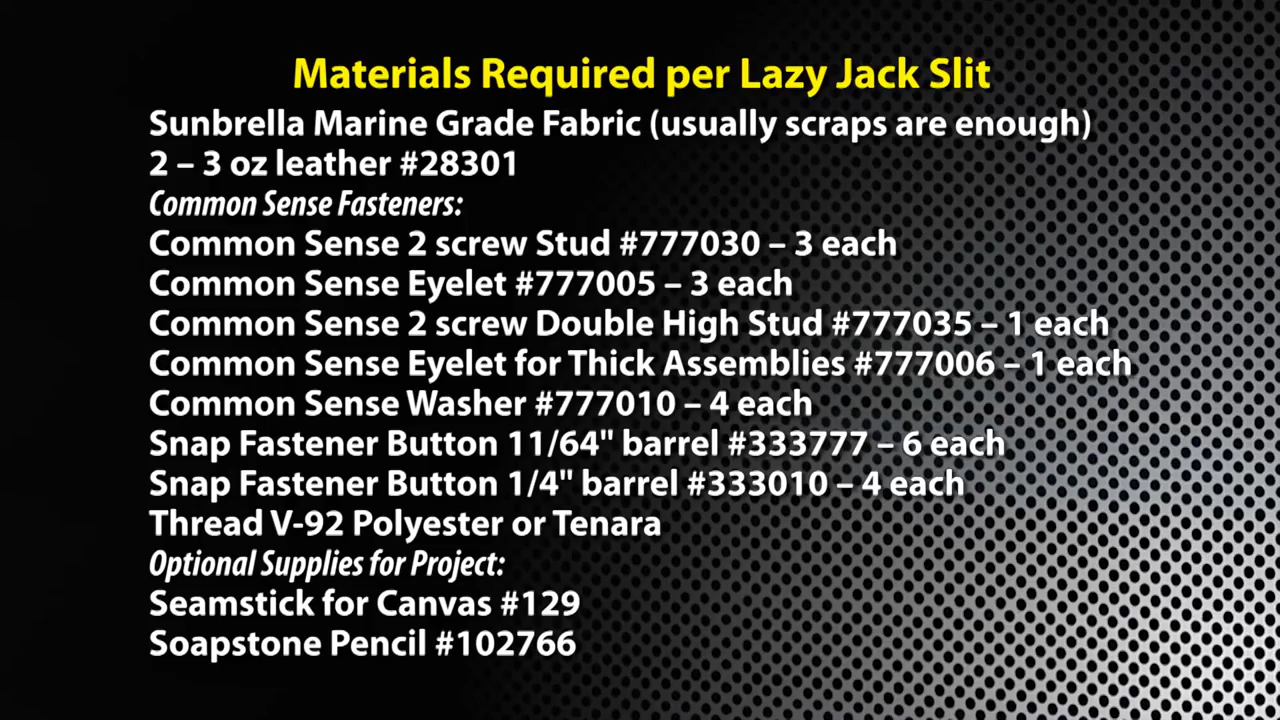 Materials Required per Lazy Jack Slit
Sunbrella Marine Grade Fabric (usually scraps are enough)
2 – 3 oz leather #28301
Common Sense Fasteners:
Common Sense 2 screw Stud #777030 – 3 each
Common Sense Eyelet #777005 – 3 each
Common Sense 2 screw Double High Stud #777035 – 1 each
Common Sense Eyelet for Thick Assemblies #777006 – 1 each
Common Sense Washer #777010 – 4 each
Snap Fastener Button 11/64" barrel #333777 – 6 each
Snap Fastener Button 1/4" barrel #333010 – 4 each
Thread V-92 Polyester or Tenara
Optional Supplies for Project:
Seamstick for Canvas #129
Soapstone Pencil #102766